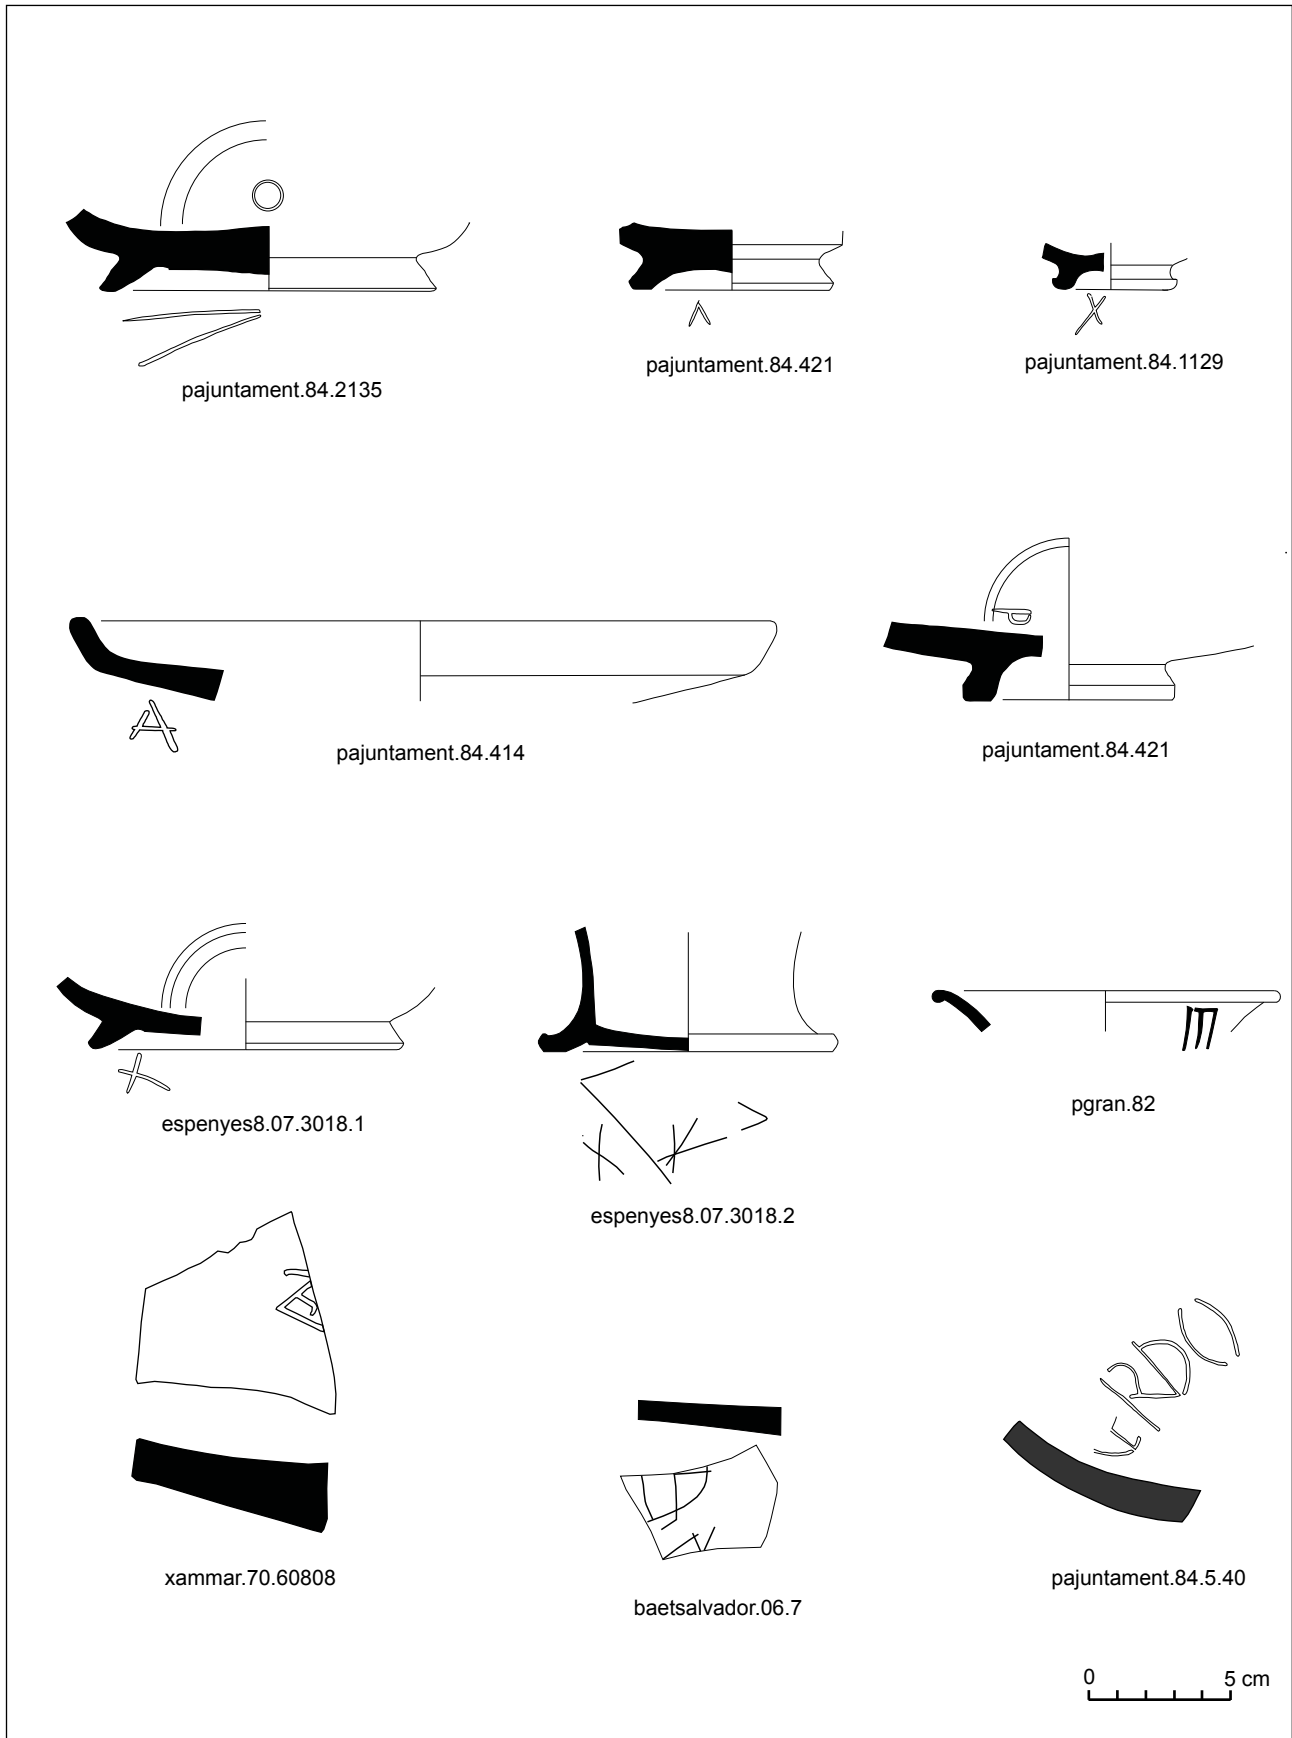 pajuntament.84.2135
pajuntament.84.421
pajuntament.84.1129
X
A
pajuntament.84.414
pajuntament.84.421
espenyes8.07.3018.1
espenyes8.07.3018.2
pgran.82
xammar.70.60808
baetsalvador.06.7
pajuntament.84.5.40
0 5 cm